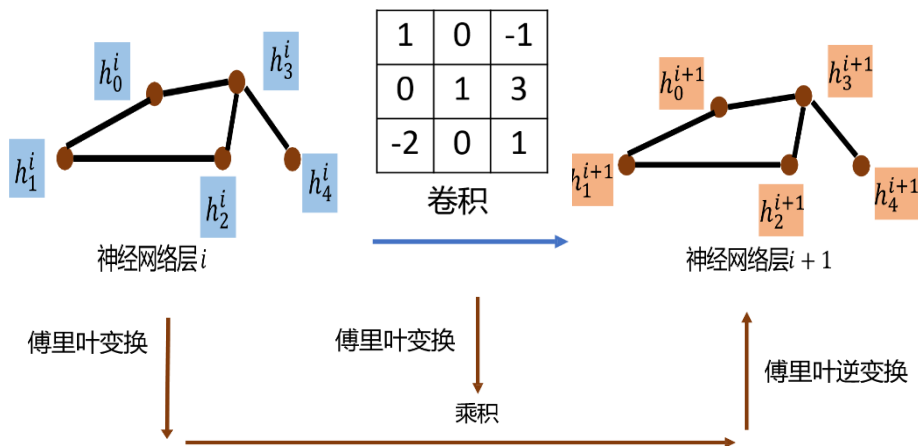 1 0 -1
0 1 3
-2 0 1
h_0^i
h_3^i
h_1^i
h_2^i
h_4^i
神经网络层 i
卷积
h_0^{i+1}
h_3^{i+1}
h_1^{i+1}
h_2^{i+1}
h_4^{i+1}
神经网络层i + 1
傅里叶变换
傅里叶变换
傅里叶逆变换
乘积